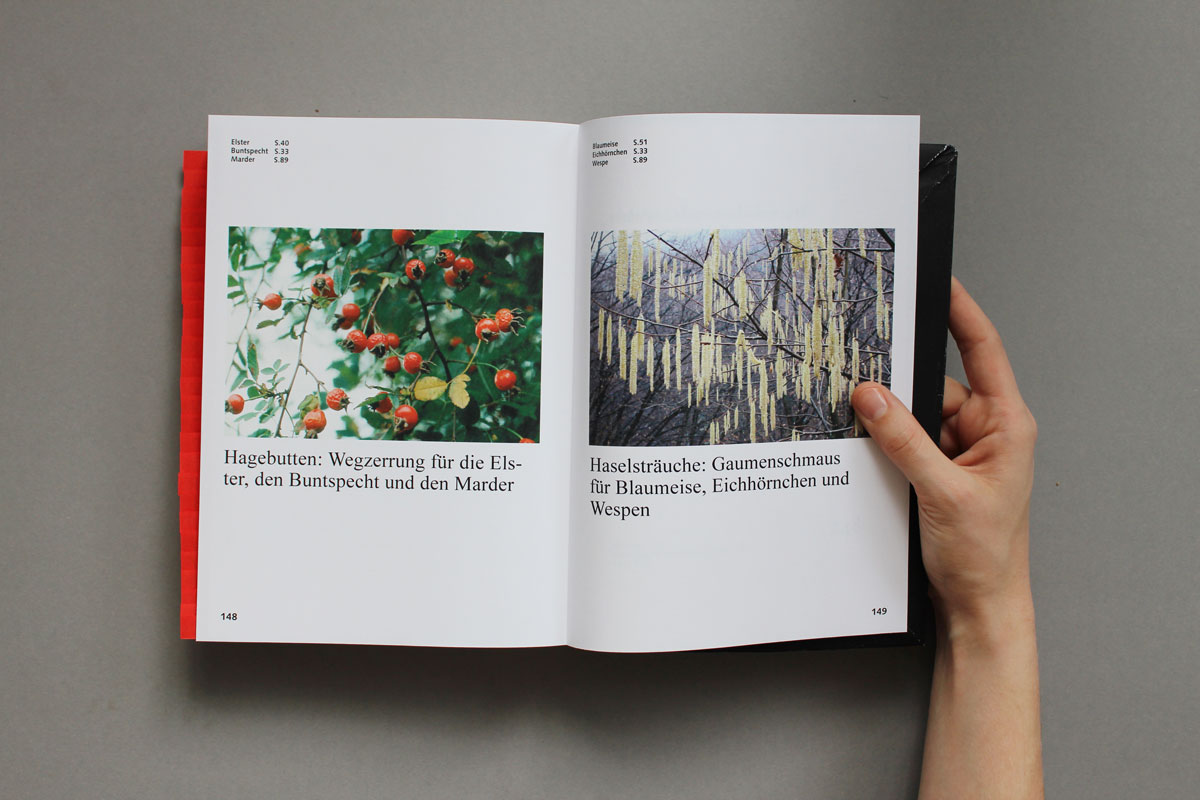 Elster S.40
Buntspecht S.33
Marder S.89
Hagebutten: Wegzerrung für die Els-
ter, den Buntspecht und den Marder
148
Blaumeise S.51
Eichhörnchen S.33
Wespe S.89
Haselsträuche: Gaumenschmaus
für Blaumeise, Eichhörnchen und
Wespen
149